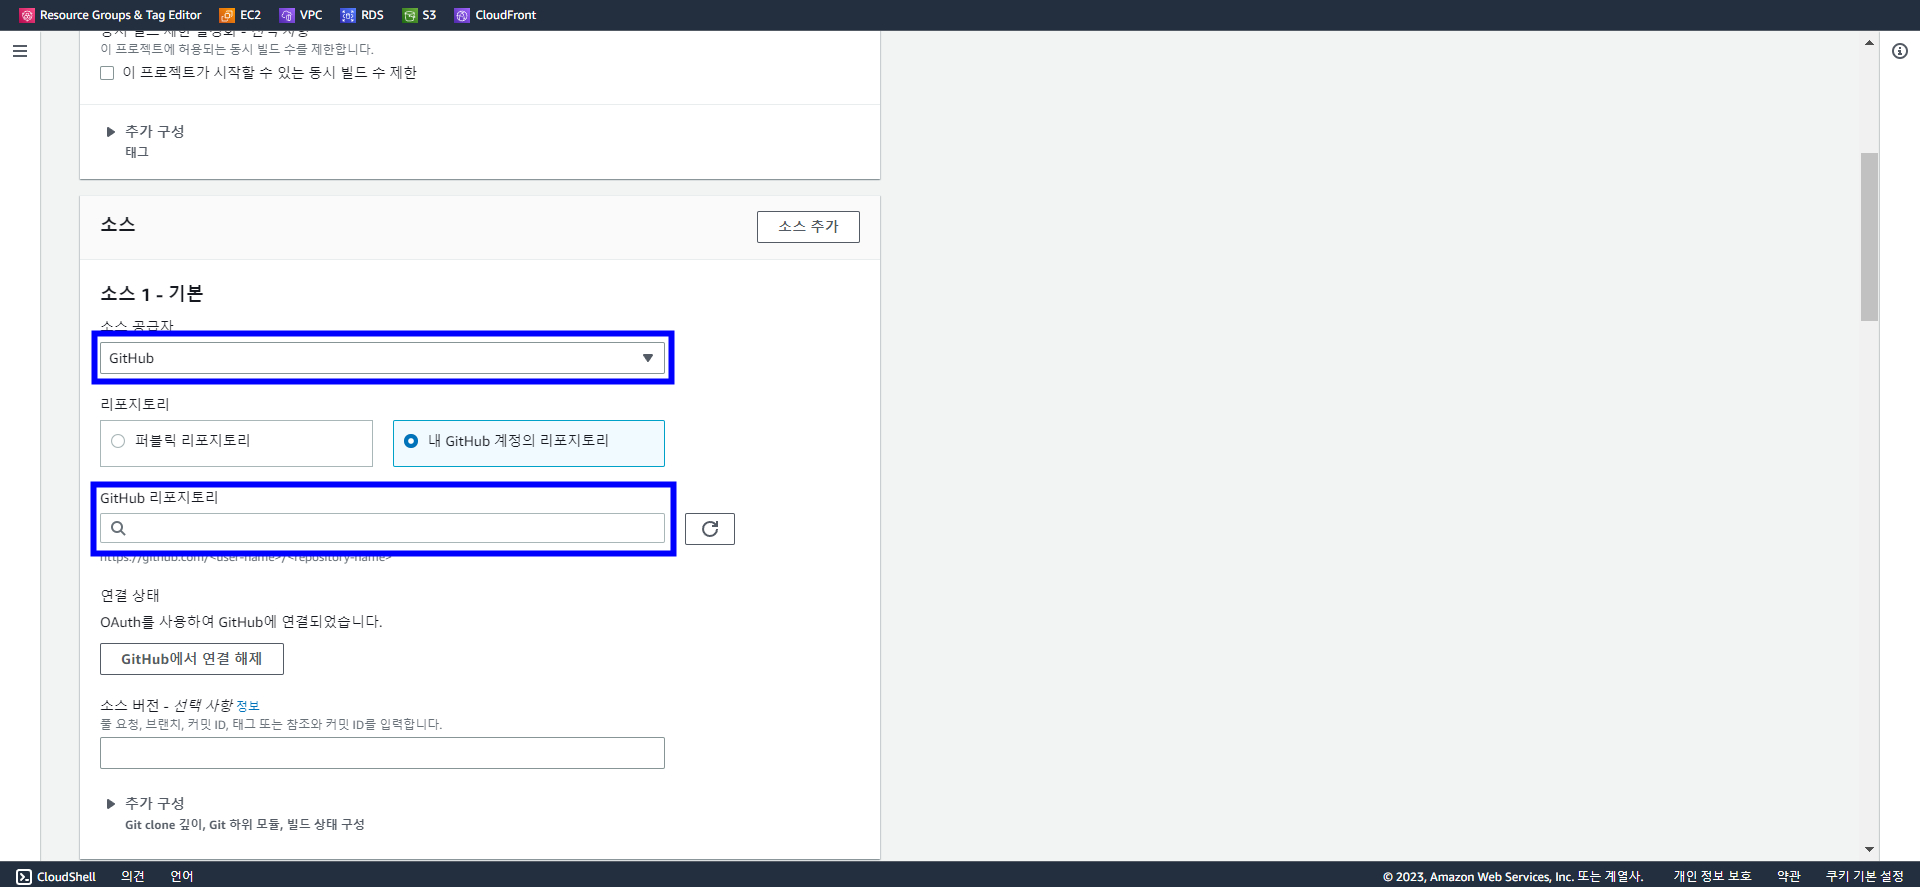 Resource Groups & Tag Editor EC2 VPC RDS S3 CloudFront
이 프로젝트에 허용되는 동시 빌드 수를 제한합니다.
이 프로젝트가 시작할 수 있는 동시 빌드 수 제한
추가 구성
태그
소스
소스 추가
소스 1 - 기본
소스 공급자
GitHub
리포지토리
퍼블릭 리포지토리
내 GitHub 계정의 리포지토리
GitHub 리포지토리
https://github.com/<user-name>/<repository-name>
연결 상태
OAuth를 사용하여 GitHub에 연결되었습니다.
GitHub에서 연결 해제
소스 버전 - 선택 사항 정보
풀 요청, 브랜치, 커밋 ID, 태그 또는 참조와 커밋 ID를 입력합니다.
추가 구성
Git clone 깊이, Git 하위 모듈, 빌드 상태 구성
CloudShell 의견 언어
© 2023, Amazon Web Services, Inc. 또는 계열사. 개인 정보 보호 약관 쿠키 기본 설정